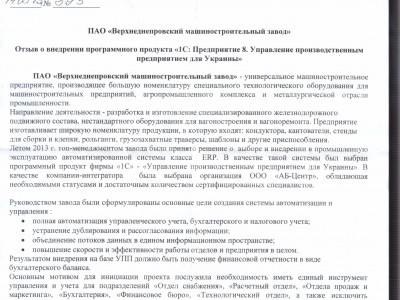 ПАО «Верхнеднепровский машиностроительный завод»
Отзыв о внедрении программного продукта «1С: Предприятие 8. Управление производственным
предприятием для Украины»
ПАО «Верхнеднепровский машиностроительный завод» - универсальное машиностроительное
предприятие, производящее большую номенклатуру специального технологического оборудования для
машиностроительных предприятий, агропромышленного комплекса и металлургической отрасли
промышленности.
Направление деятельности - разработка и изготовление специализированного железнодорожного
подвижного состава, нестандартного оборудования для вагоностроения и вагоноремонта. Предприятие
изготавливает широкую номенклатуру продукции, в которую входят: кондуктора, кантователи, стенды
для сборки и клепки, рольганги, грузозахватные траверсы, шаблоны и другие приспособления.
Летом 2013 г. топ-менеджментом завода было принято решение о выборе и внедрении в промышленную
эксплуатацию автоматизированной системы класса ERP. В качестве такой системы был выбран
программный продукт фирмы «1С» - «Управление производственным предприятием для Украины» В
качестве компании-интегратора была выбрана организация ООО «АБ-Центр», обладающая
необходимыми статусами и достаточным количеством сертифицированных специалистов.
Руководством завода были сформулированы основные цели создания системы автоматизации и
управления :
• полная автоматизация управленческого учета, бухгалтерского и налогового учета;
• устранение дублирования и рассогласования информации;
• объединение потоков данных в едином информационном пространстве;
• повышение скорости и эффективности работы отделов и предприятия в целом.
Результатом внедрения на базе УПП должно быть получение финансовой отчетности в виде
бухгалтерского баланса.
Основным мотивом для инициации проекта послужила необходимость иметь единый инструмент
управления и учета для подразделений «Отдел снабжения», «Расчетный отдел», «Отдела продаж и
маркетинга», «Бухгалтерия», «Финансовое бюро», «Технологический отдел», а также исключить